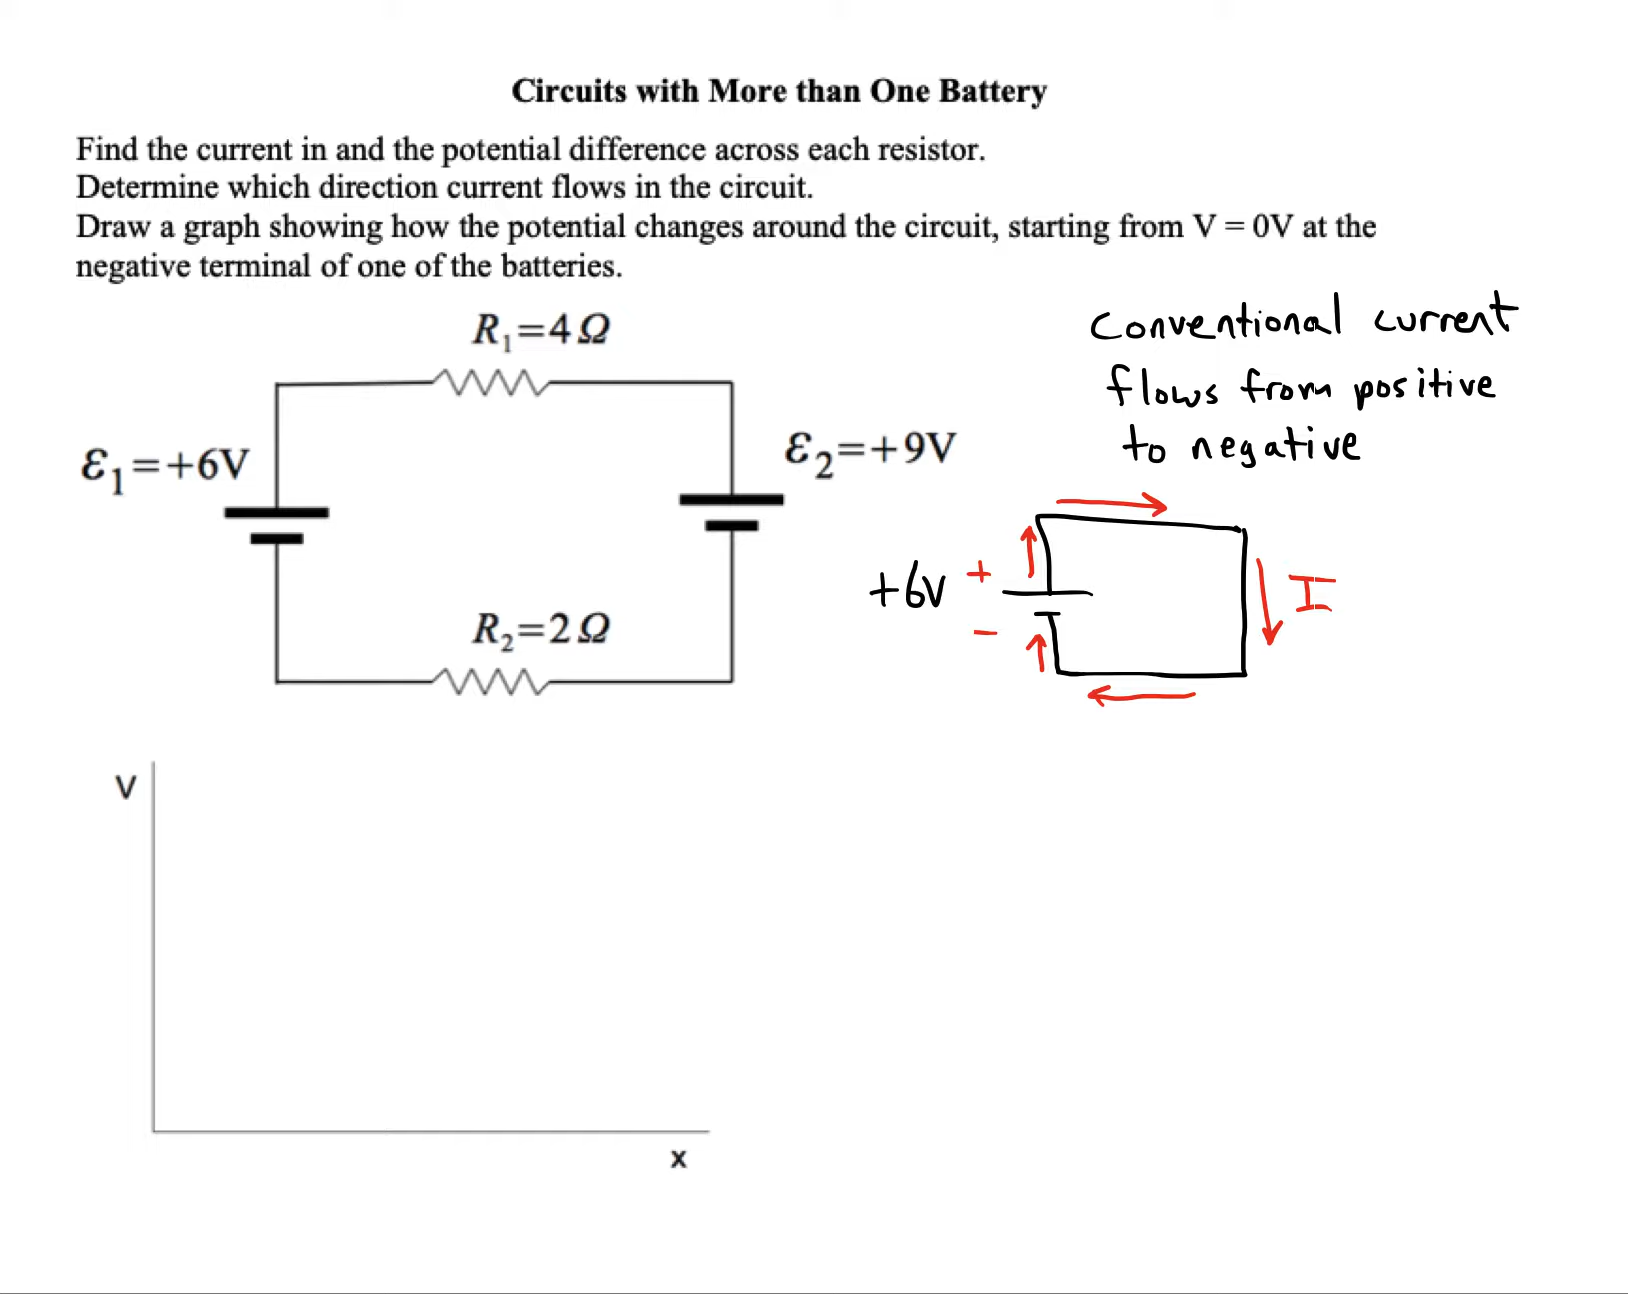 Circuits with More than One Battery
Find the current in and the potential difference across each resistor.
Determine which direction current flows in the circuit.
Draw a graph showing how the potential changes around the circuit, starting from V = 0V at the
negative terminal of one of the batteries.
R₁=4Ω
ε₁=+6V
ε₂=+9V
R₂=2Ω
Conventional current
flows from positive
to negative
+6V
+
−
I
V
x